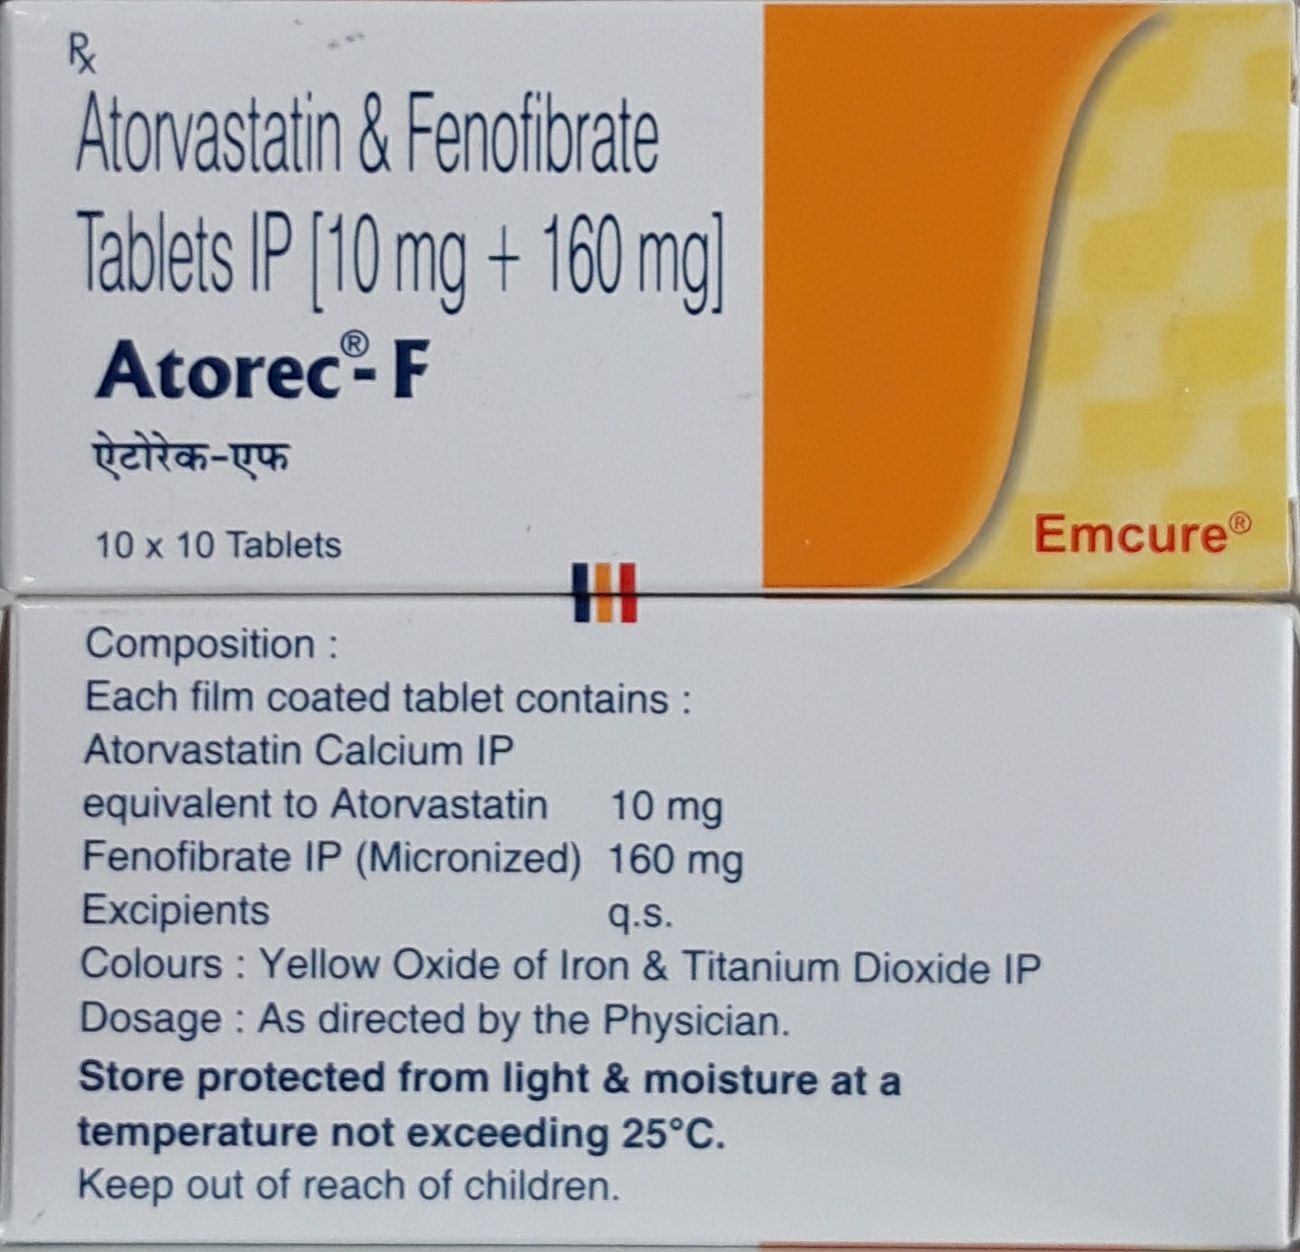 Rx
Atorvastatin & Fenofibrate
Tablets IP [10 mg + 160 mg]
Atorec®-F
ऐटोरेक-एफ
10 x 10 Tablets
Emcure®
Composition :
Each film coated tablet contains :
Atorvastatin Calcium IP
equivalent to Atorvastatin 10 mg
Fenofibrate IP (Micronized) 160 mg
Excipients q.s.
Colours : Yellow Oxide of Iron & Titanium Dioxide IP
Dosage : As directed by the Physician.
Store protected from light & moisture at a
temperature not exceeding 25°C.
Keep out of reach of children.